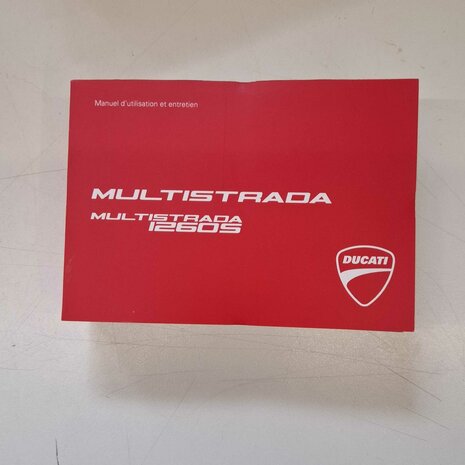 Manuel d'utilisation et entretien
MULTISTRADA
MULTISTRADA
1260S
DUCATI